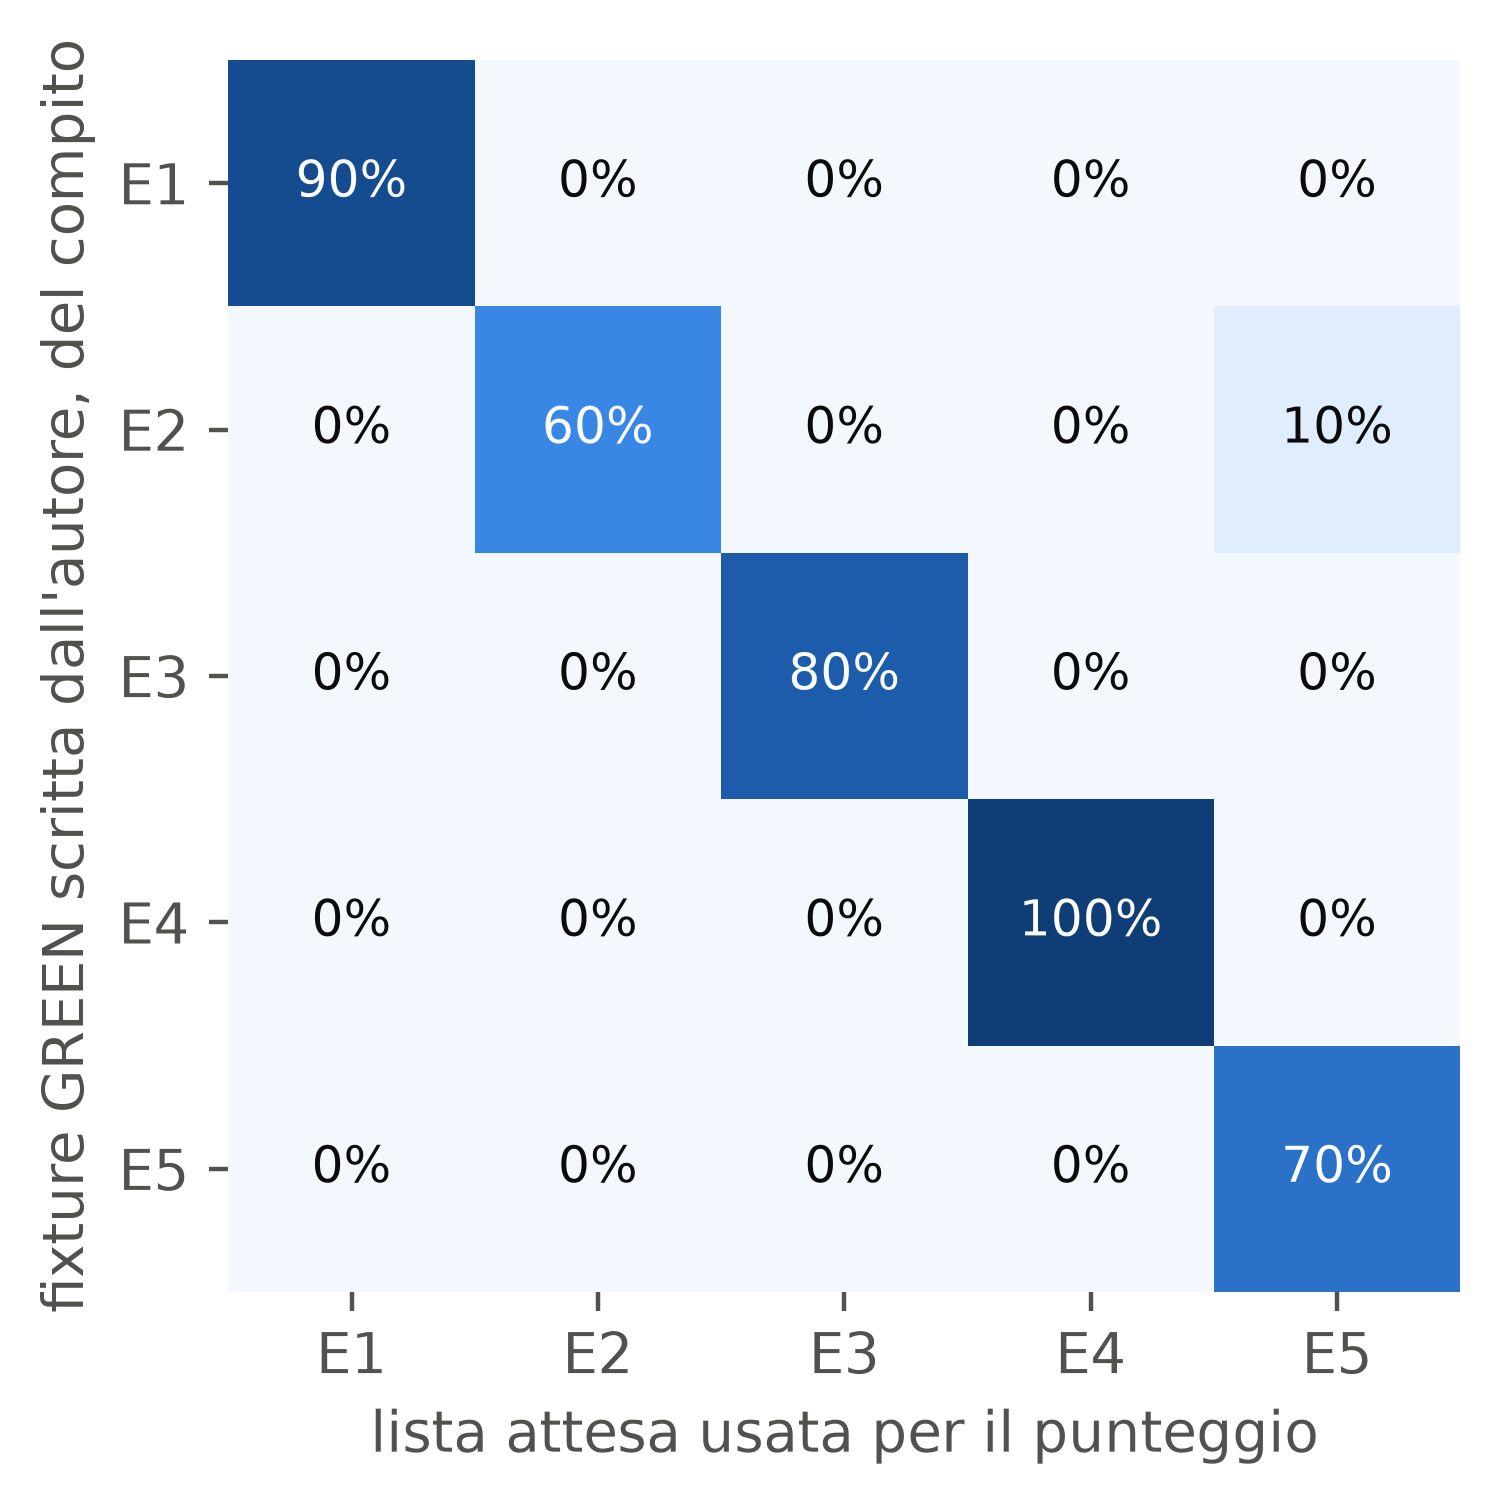 fixture GREEN scritta dall'autore, del compito
E1 90% 0% 0% 0% 0%
E2 0% 60% 0% 0% 10%
E3 0% 0% 80% 0% 0%
E4 0% 0% 0% 100% 0%
E5 0% 0% 0% 0% 70%
E1 E2 E3 E4 E5
lista attesa usata per il punteggio